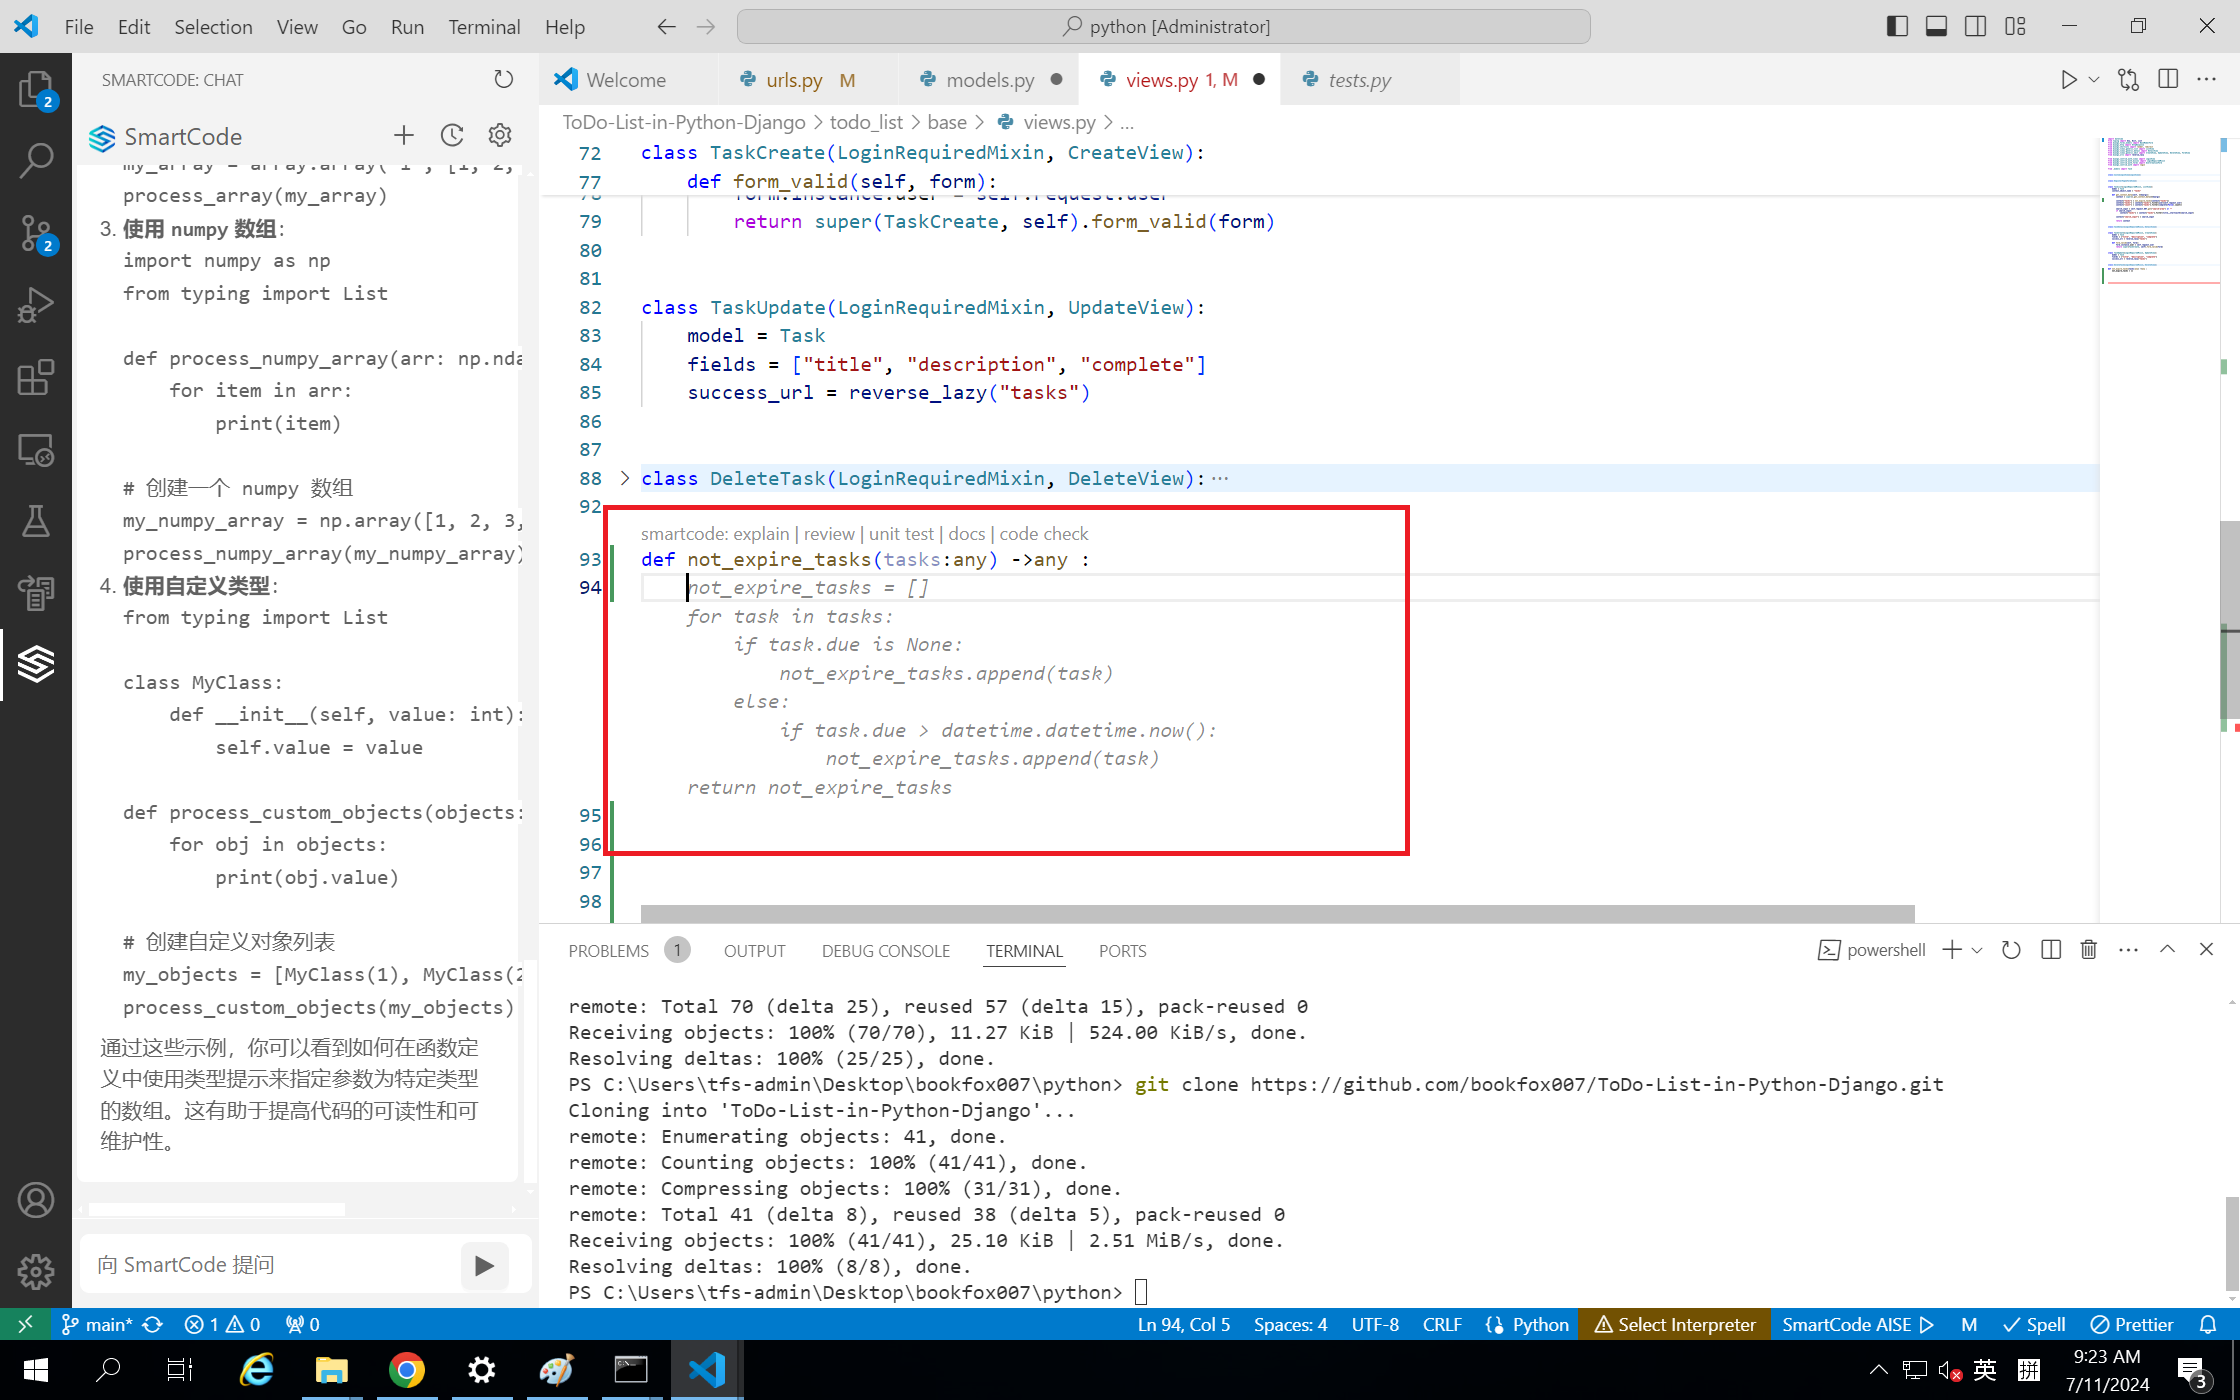 File Edit Selection View Go Run Terminal Help
python [Administrator]
SMARTCODE: CHAT
SmartCode
process_array(my_array)
3. 使用 numpy 数组:
import numpy as np
from typing import List
def process_numpy_array(arr: np.nda
for item in arr:
print(item)
# 创建一个 numpy 数组
my_numpy_array = np.array([1, 2, 3,
process_numpy_array(my_numpy_array)
4. 使用自定义类型:
from typing import List
class MyClass:
def __init__(self, value: int):
self.value = value
def process_custom_objects(objects:
for obj in objects:
print(obj.value)
# 创建自定义对象列表
my_objects = [MyClass(1), MyClass(2
process_custom_objects(my_objects)
通过这些示例，你可以看到如何在函数定
义中使用类型提示来指定参数为特定类型
的数组。这有助于提高代码的可读性和可
维护性。
向 SmartCode 提问
Welcome urls.py M models.py views.py 1, M tests.py
ToDo-List-in-Python-Django > todo_list > base > views.py > ...
72 class TaskCreate(LoginRequiredMixin, CreateView):
77 def form_valid(self, form):
78 form.instance.user = self.request.user
79 return super(TaskCreate, self).form_valid(form)
80
81
82 class TaskUpdate(LoginRequiredMixin, UpdateView):
83 model = Task
84 fields = ["title", "description", "complete"]
85 success_url = reverse_lazy("tasks")
86
87
88 class DeleteTask(LoginRequiredMixin, DeleteView):···
92
smartcode: explain | review | unit test | docs | code check
93 def not_expire_tasks(tasks:any) ->any :
94 not_expire_tasks = []
for task in tasks:
if task.due is None:
not_expire_tasks.append(task)
else:
if task.due > datetime.datetime.now():
not_expire_tasks.append(task)
return not_expire_tasks
95
96
97
98
PROBLEMS 1 OUTPUT DEBUG CONSOLE TERMINAL PORTS
powershell
remote: Total 70 (delta 25), reused 57 (delta 15), pack-reused 0
Receiving objects: 100% (70/70), 11.27 KiB | 524.00 KiB/s, done.
Resolving deltas: 100% (25/25), done.
PS C:\Users\tfs-admin\Desktop\bookfox007\python> git clone https://github.com/bookfox007/ToDo-List-in-Python-Django.git
Cloning into 'ToDo-List-in-Python-Django'...
remote: Enumerating objects: 41, done.
remote: Counting objects: 100% (41/41), done.
remote: Compressing objects: 100% (31/31), done.
remote: Total 41 (delta 8), reused 38 (delta 5), pack-reused 0
Receiving objects: 100% (41/41), 25.10 KiB | 2.51 MiB/s, done.
Resolving deltas: 100% (8/8), done.
PS C:\Users\tfs-admin\Desktop\bookfox007\python>
2
2
main* 1 0 0 Ln 94, Col 5 Spaces: 4 UTF-8 CRLF Python Select Interpreter SmartCode AISE M Spell Prettier
英 拼 9:23 AM
7/11/2024 3